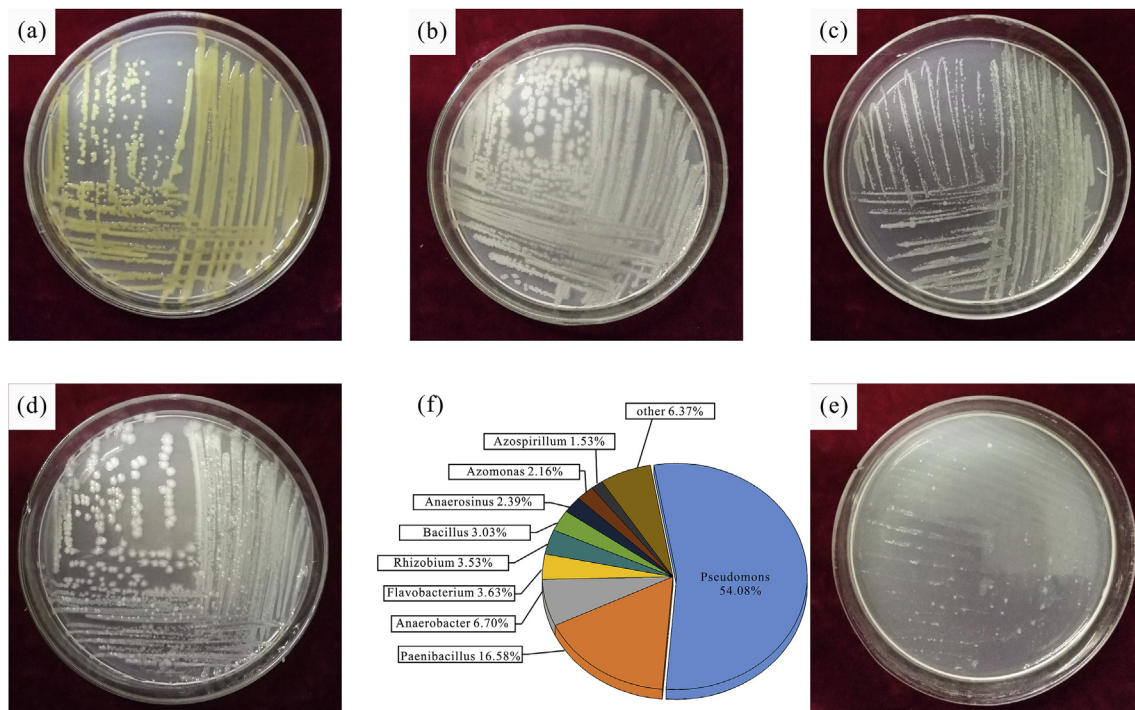 (a)
(b)
(c)
(d)
(f)
(e)
other 6.37%
Azospirillum 1.53%
Azomonas 2.16%
Anaerosinus 2.39%
Bacillus 3.03%
Rhizobium 3.53%
Flavobacterium 3.63%
Anaerobacter 6.70%
Paenibacillus 16.58%
Pseudomons
54.08%